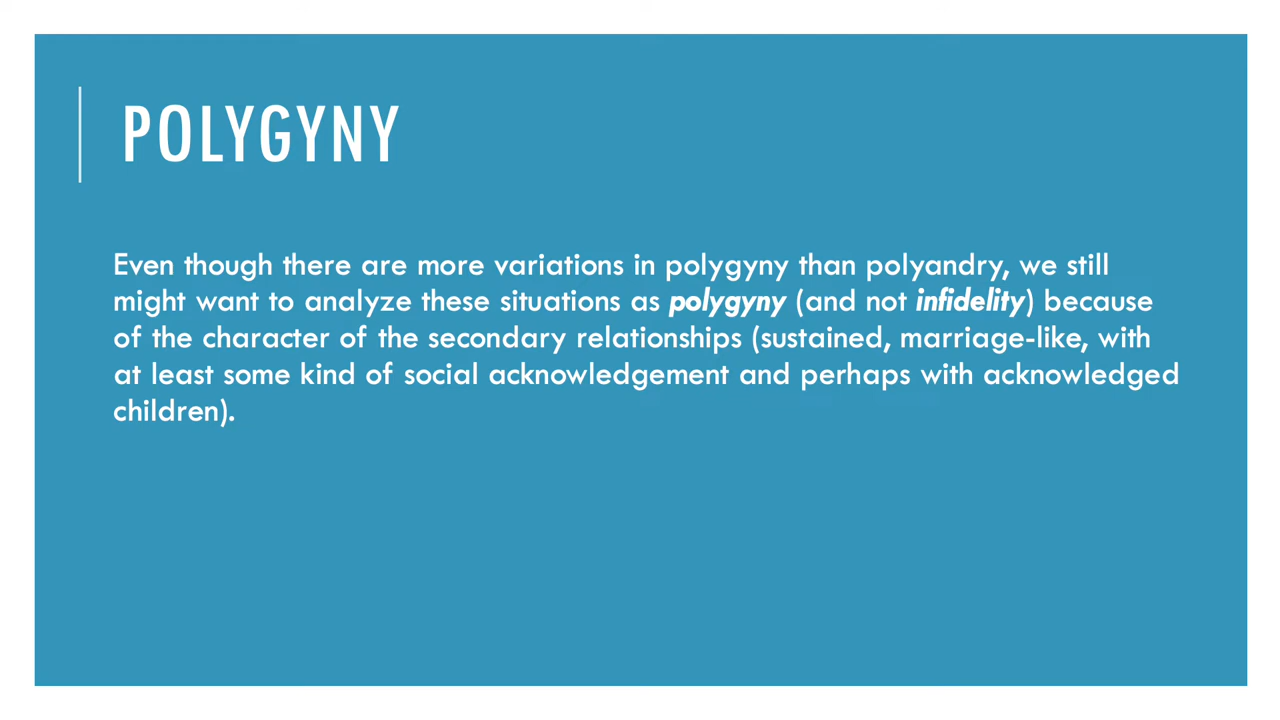 POLYGYNY
Even though there are more variations in polygyny than polyandry, we still
might want to analyze these situations as polygyny (and not infidelity) because
of the character of the secondary relationships (sustained, marriage-like, with
at least some kind of social acknowledgement and perhaps with acknowledged
children).